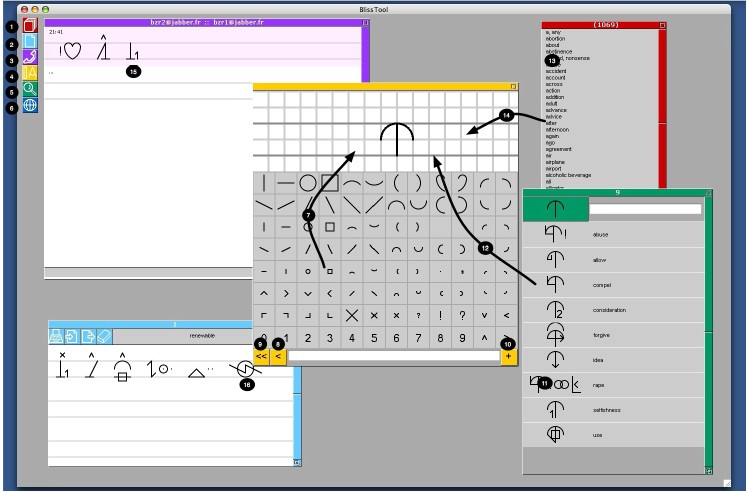 BlissTool
1
2
3
4
5
6
bzr2@jabber.fr :: bzr1@jabber.fr
21:41
15
(1069)
a, any
abortion
about
abstinence
13
accident
account
across
action
addition
adult
advance
advice
after
afternoon
again
ago
agreement
air
airplane
airport
alcoholic beverage
all
14
7
12
? ! ? V <
1 2 3 4 5 6 7 8 9 ^ >
9 8 10
<< < +
9
abuse
allow
compel
consideration
forgive
idea
11 rape
selfishness
use
renewable
16